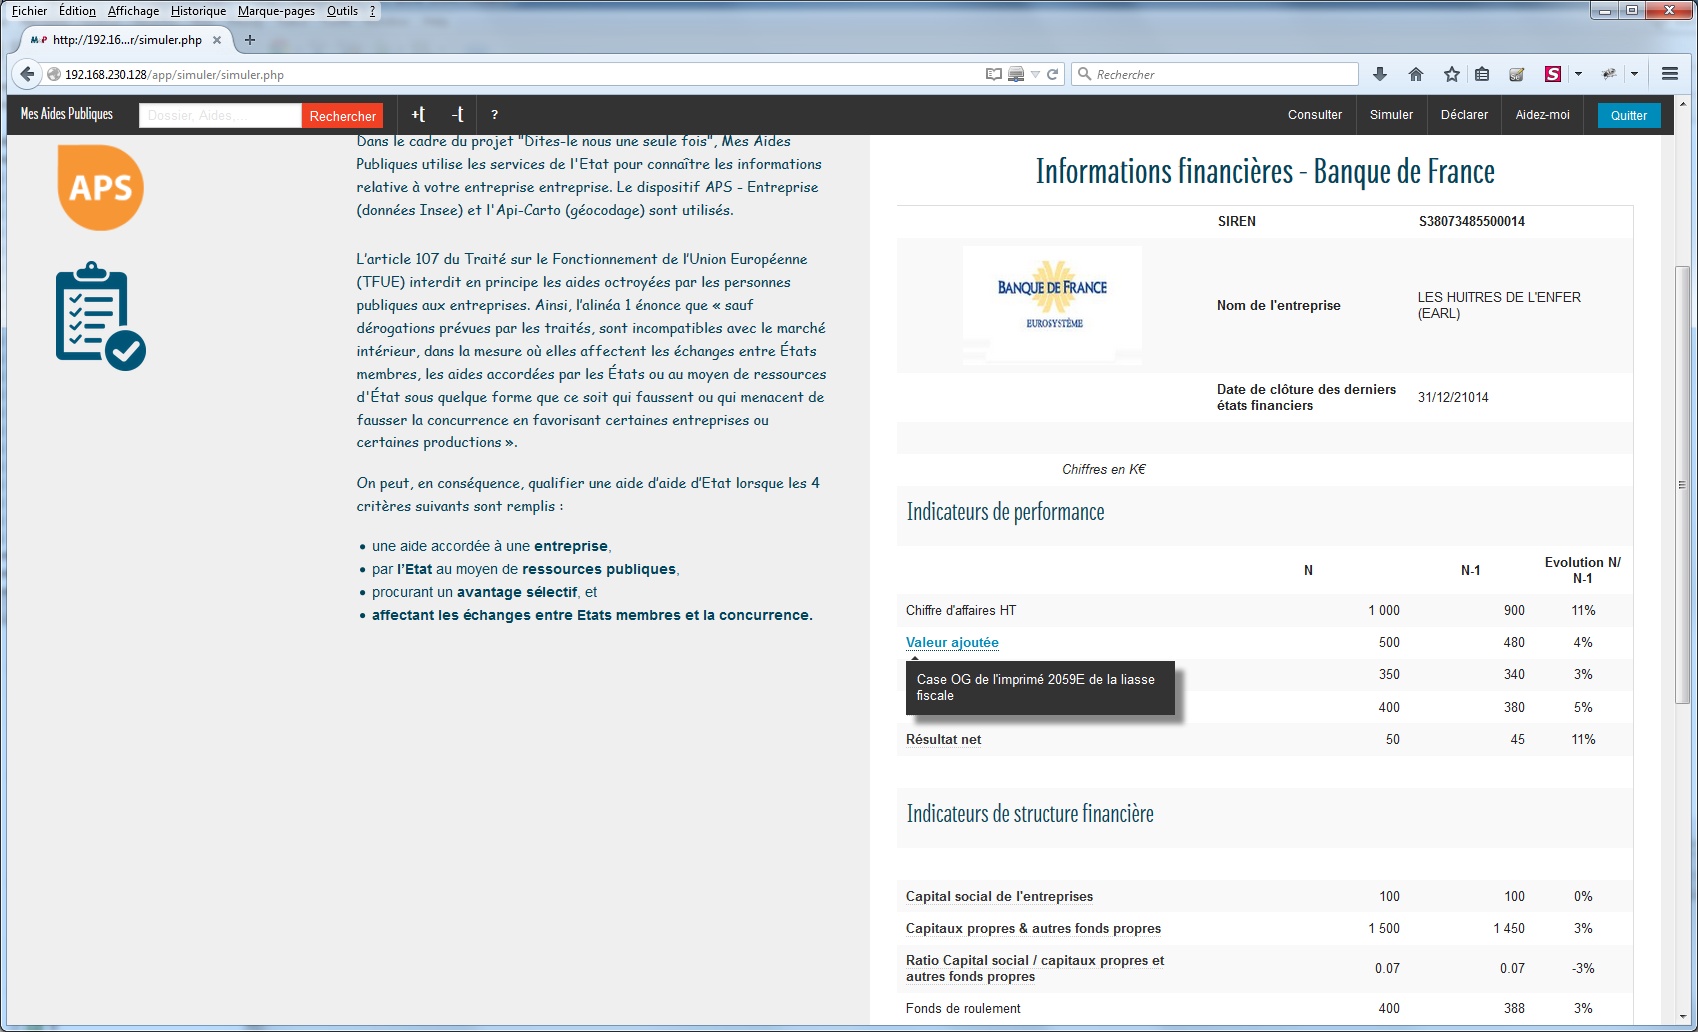 Fichier Édition Affichage Historique Marque-pages Outils ?
http://192.16...r/simuler.php
192.168.230.128/app/simuler/simuler.php
Rechercher
Mes Aides Publiques
Dossier, Aides,...
Rechercher
+t
-t
?
Consulter
Simuler
Déclarer
Aidez-moi
Quitter
APS
Dans le cadre du projet "Dites-le nous une seule fois", Mes Aides
Publiques utilise les services de l'Etat pour connaître les informations
relative à votre entreprise entreprise. Le dispositif APS - Entreprise
(données Insee) et l'Api-Carto (géocodage) sont utilisés.
L'article 107 du Traité sur le Fonctionnement de l'Union Européenne
(TFUE) interdit en principe les aides octroyées par les personnes
publiques aux entreprises. Ainsi, l'alinéa 1 énonce que « sauf
dérogations prévues par les traités, sont incompatibles avec le marché
intérieur, dans la mesure où elles affectent les échanges entre États
membres, les aides accordées par les États ou au moyen de ressources
d'État sous quelque forme que ce soit qui faussent ou qui menacent de
fausser la concurrence en favorisant certaines entreprises ou
certaines productions ».
On peut, en conséquence, qualifier une aide d'aide d'Etat lorsque les 4
critères suivants sont remplis :
• une aide accordée à une entreprise,
• par l'Etat au moyen de ressources publiques,
• procurant un avantage sélectif, et
• affectant les échanges entre Etats membres et la concurrence.
Informations financières - Banque de France
SIREN S38073485500014
BANQUE DE FRANCE
EUROSYSTÈME
Nom de l'entreprise
LES HUITRES DE L'ENFER
(EARL)
Date de clôture des derniers
états financiers
31/12/21014
Chiffres en K€
Indicateurs de performance
N N-1 Evolution N/
N-1
Chiffre d'affaires HT 1 000 900 11%
Valeur ajoutée 500 480 4%
Case OG de l'imprimé 2059E de la liasse
fiscale
350 340 3%
400 380 5%
Résultat net 50 45 11%
Indicateurs de structure financière
Capital social de l'entreprises 100 100 0%
Capitaux propres & autres fonds propres 1 500 1 450 3%
Ratio Capital social / capitaux propres et
autres fonds propres
0.07 0.07 -3%
Fonds de roulement 400 388 3%